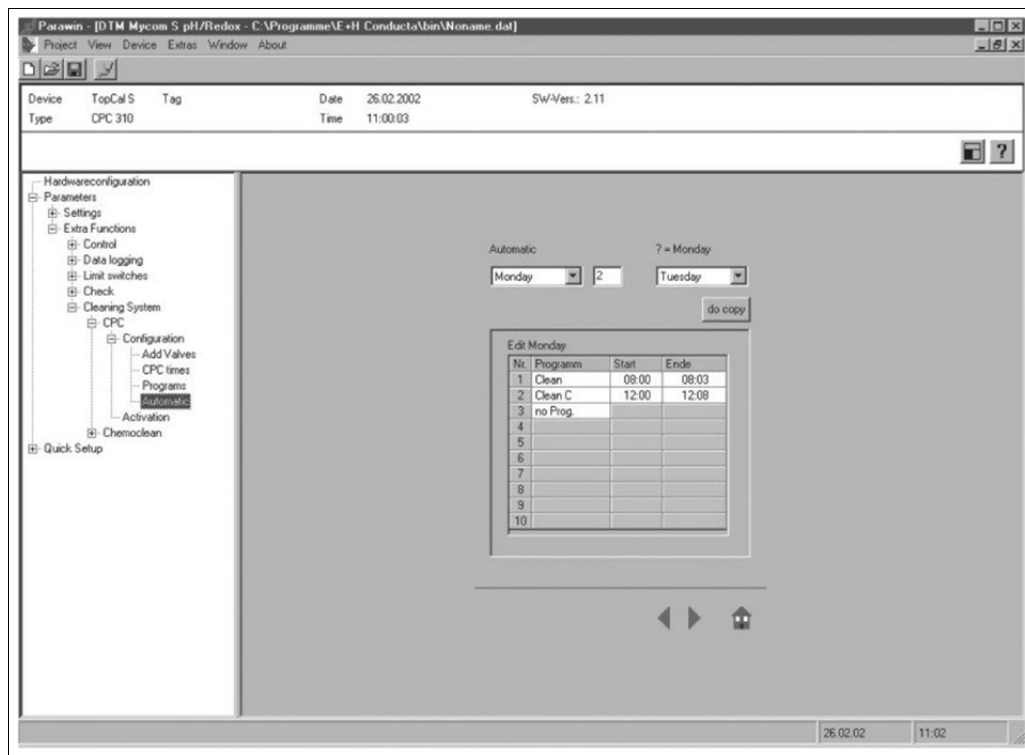 Parawin - [DTM Mycom S pH/Redox - C:\Programme\E+H Conducta\bin\Noname.dat]
Project View Device Extras Window About
Device TopCal S Tag Date 26.02.2002 SW-Vers.: 2.11
Type CPC 310 Time 11:00:03
?
Hardwareconfiguration
Parameters
Settings
Extra Functions
Control
Data logging
Limit switches
Check
Cleaning System
CPC
Configuration
Add Valves
CPC times
Programs
Automatic
Activation
Chemoclean
Quick Setup
Automatic ? = Monday
Monday 2 Tuesday
do copy
Edit Monday
Nr. Programm Start Ende
1 Clean 08:00 08:03
2 Clean C 12:00 12:08
3 no Prog.
4
5
6
7
8
9
10
26.02.02 11:02